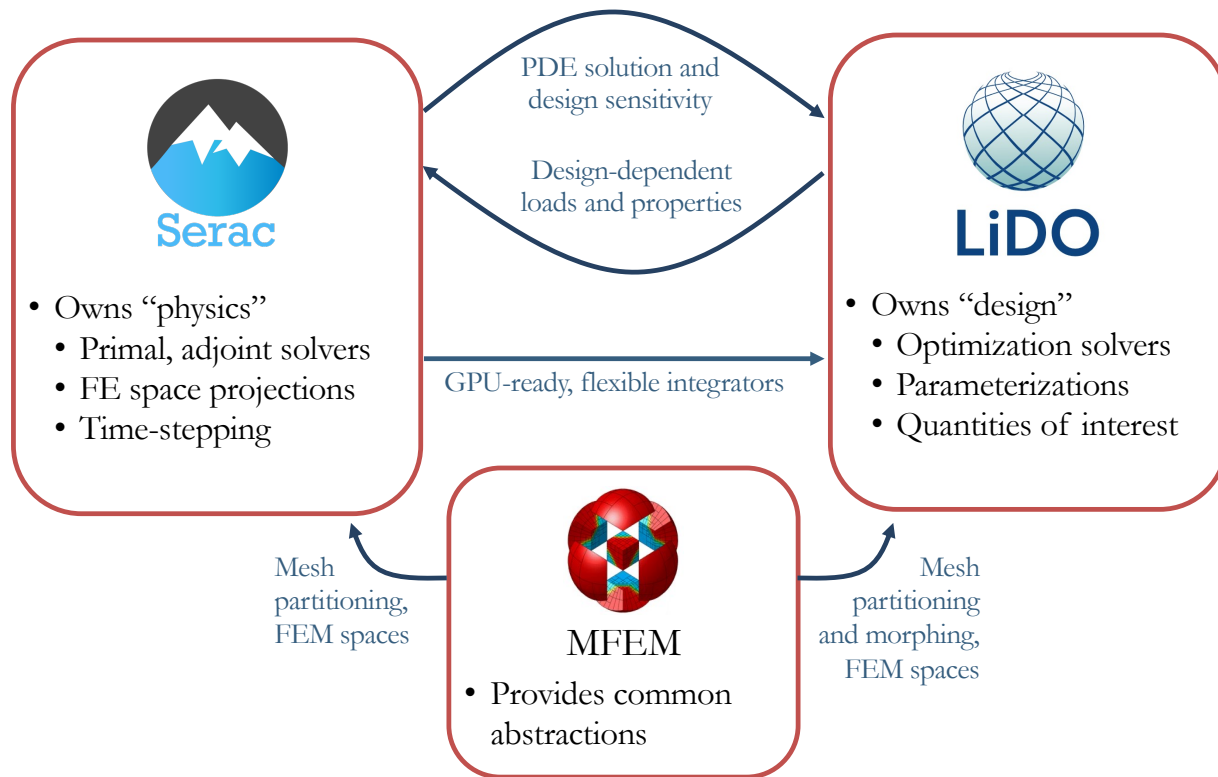 PDE solution and
design sensitivity
Design-dependent
loads and properties
Serac
• Owns “physics”
• Primal, adjoint solvers
• FE space projections
• Time-stepping
GPU-ready, flexible integrators
LiDO
• Owns “design”
• Optimization solvers
• Parameterizations
• Quantities of interest
Mesh
partitioning,
FEM spaces
MFEM
• Provides common
abstractions
Mesh
partitioning
and morphing,
FEM spaces